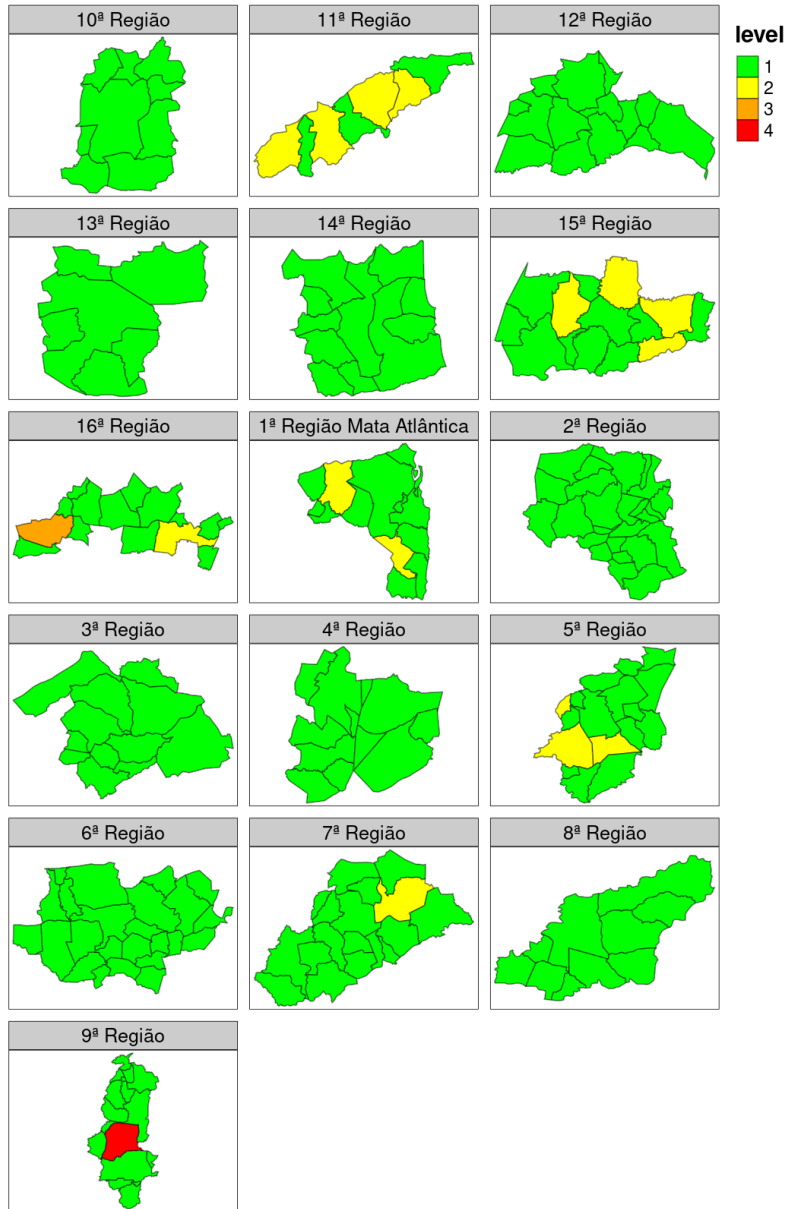 10ª Região
11ª Região
12ª Região
level
1
2
3
4
13ª Região
14ª Região
15ª Região
16ª Região
1ª Região Mata Atlântica
2ª Região
3ª Região
4ª Região
5ª Região
6ª Região
7ª Região
8ª Região
9ª Região